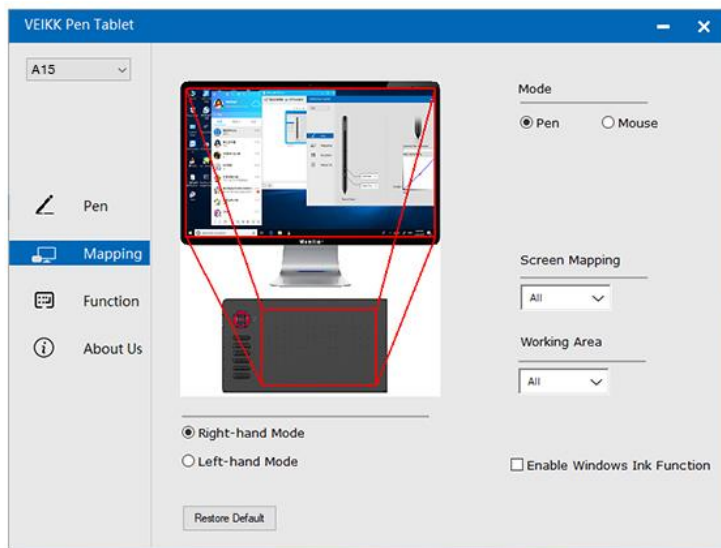 VEIKK Pen Tablet
A15
Pen
Mapping
Function
About Us
Mode
Pen
Mouse
Screen Mapping
All
Working Area
All
Right-hand Mode
Left-hand Mode
Enable Windows Ink Function
Restore Default